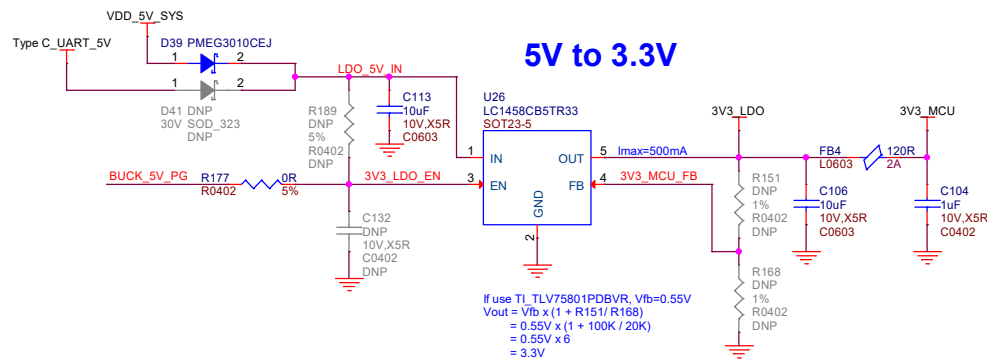 VDD_5V_SYS
Type C_UART_5V
D39 PMEG3010CEJ
1
2
1
2
D41 DNP
30V SOD_323
DNP
LDO_5V_IN
5V to 3.3V
R189
DNP
5%
R0402
DNP
C113
10uF
10V,X5R
C0603
U26
LC1458CB5TR33
SOT23-5
1
IN
OUT
5
Imax=500mA
3
EN
FB
4
GND
2
BUCK_5V_PG
R177
R0402
0R
5%
3V3_LDO_EN
3V3_MCU_FB
C132
DNP
10V,X5R
C0402
DNP
3V3_LDO
3V3_MCU
FB4
L0603
120R
2A
R151
DNP
1%
R0402
DNP
C106
10uF
10V,X5R
C0603
C104
1uF
10V,X5R
C0402
R168
DNP
1%
R0402
DNP
If use TI_TLV75801PDBVR, Vfb=0.55V
Vout = Vfb x (1 + R151/ R168)
= 0.55V x (1 + 100K / 20K)
= 0.55V x 6
= 3.3V